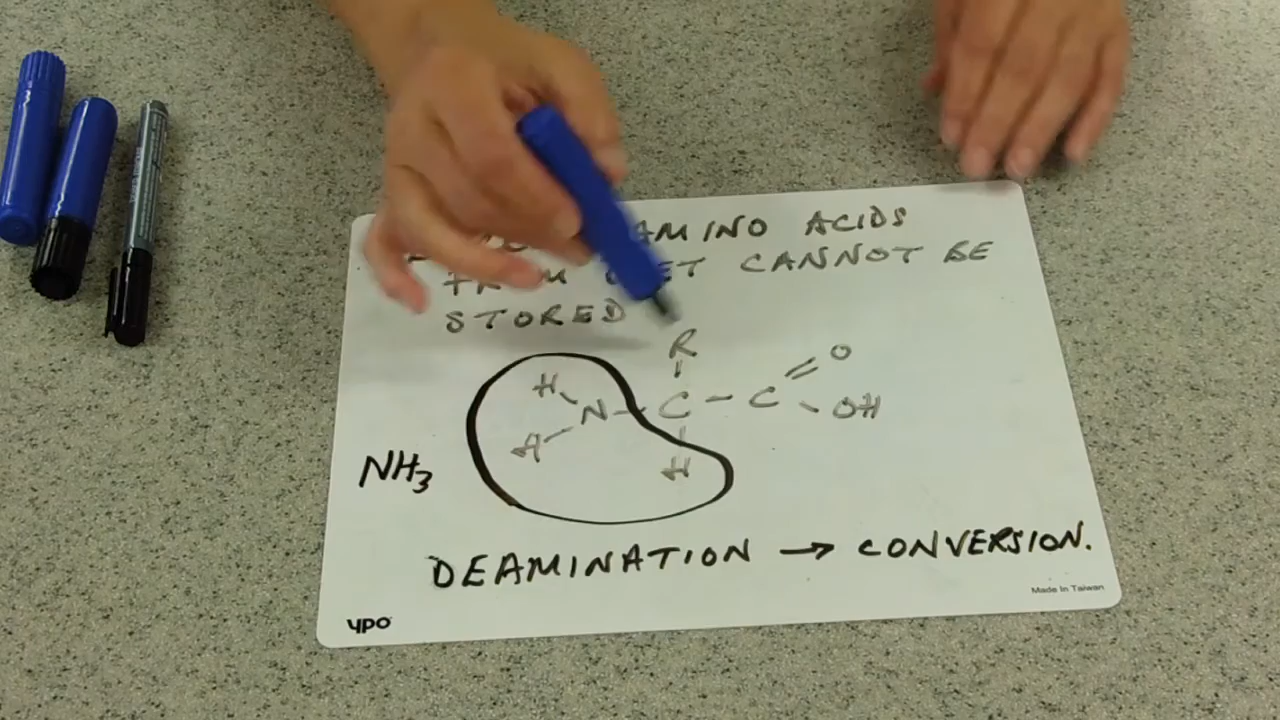 AMINO ACIDS
CANNOT BE
STORED
R
H
N - C - C = O
H
OH
H
NH3
DEAMINATION → CONVERSION.
Made In Taiwan
YPO